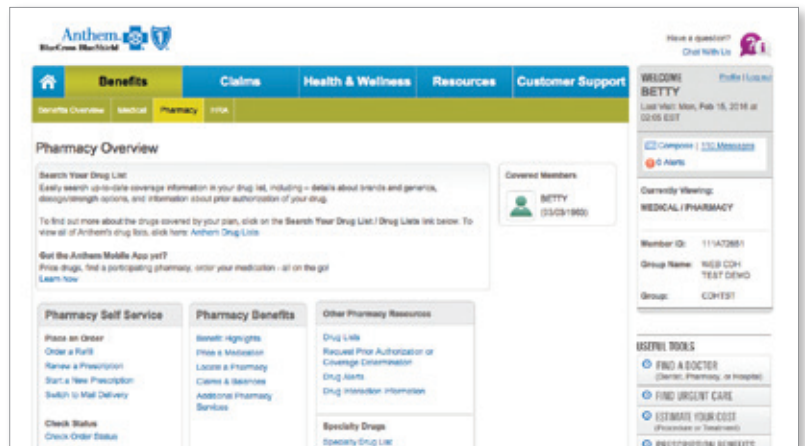 Anthem.
BlueCross BlueShield
Have a question?
Chat With Us
Benefits
Claims
Health & Wellness
Resources
Customer Support
Benefits Overview
Medical
Pharmacy
HRA
WELCOME
Profile | Logout
BETTY
Last Visit: Mon, Feb 15, 2016 at
02:05 EST
Compose | 110 Messages
0 Alerts
Currently Viewing:
MEDICAL / PHARMACY
Member ID: 111A72651
Group Name: WEB CDH
TEST DEMO
Group: COHTST
Pharmacy Overview
Search Your Drug List
Easily search up-to-date coverage information in your drug list, including – details about brands and generics,
dosage/strength options, and information about prior authorization of your drug.
To find out more about the drugs covered by your plan, click on the Search Your Drug List / Drug Lists link below. To
view all of Anthem's drug lists, click here: Anthem Drug Lists
Got the Anthem Mobile App yet?
Price drugs, find a participating pharmacy, order your medication - all on the go!
Learn how
Covered Members
BETTY
(03/03/1960)
Pharmacy Self Service
Place an Order
Order a Refill
Renew a Prescription
Start a New Prescription
Switch to Mail Delivery
Check Status
Check Order Status
Pharmacy Benefits
Benefit Highlights
Price a Medication
Locate a Pharmacy
Claims & Balances
Additional Pharmacy
Services
Other Pharmacy Resources
Drug Lists
Request Prior Authorization or
Coverage Determination
Drug Alerts
Drug Interaction Information
Specialty Drugs
Specialty Drug List
USEFUL TOOLS
FIND A DOCTOR
(Dentist, Pharmacy, or Hospital)
FIND URGENT CARE
ESTIMATE YOUR COST
(Procedure or Treatment)
PRESCRIPTION BENEFITS